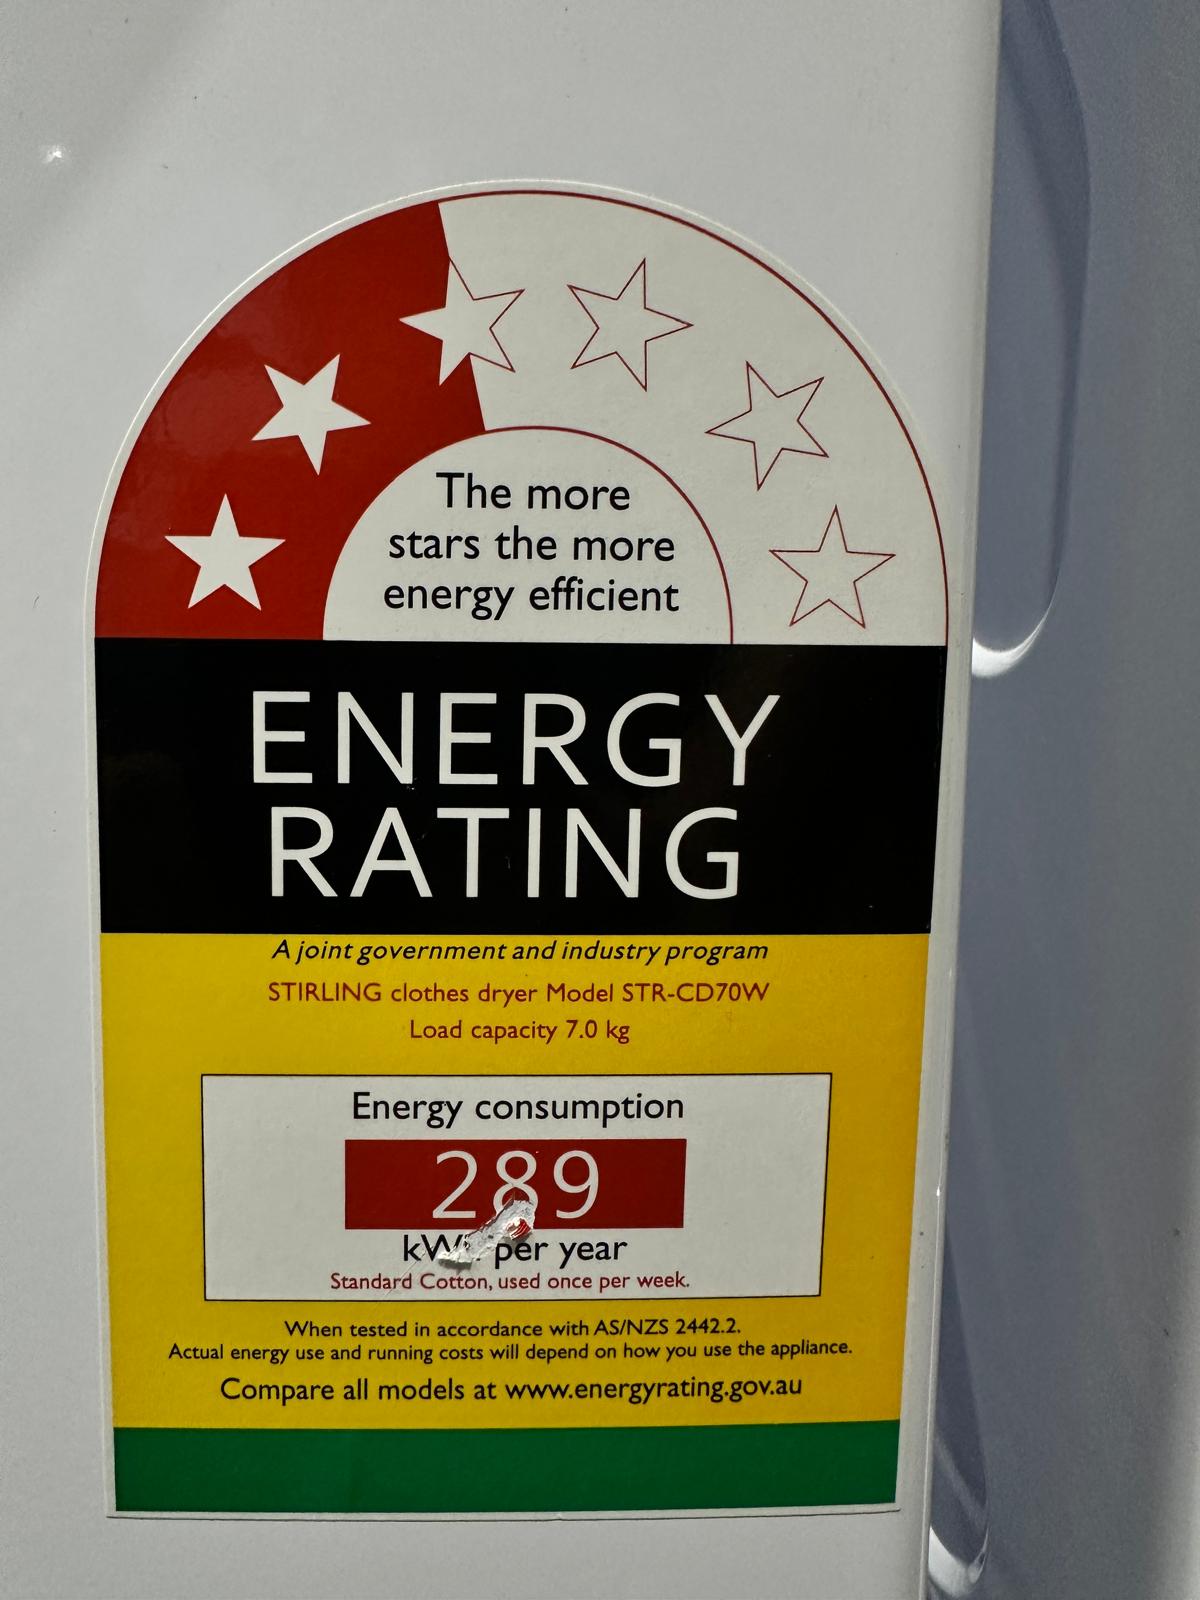 The more
stars the more
energy efficient
ENERGY
RATING
A joint government and industry program
STIRLING clothes dryer Model STR-CD70W
Load capacity 7.0 kg
Energy consumption
289
kWh per year
Standard Cotton, used once per week.
When tested in accordance with AS/NZS 2442.2.
Actual energy use and running costs will depend on how you use the appliance.
Compare all models at www.energyrating.gov.au